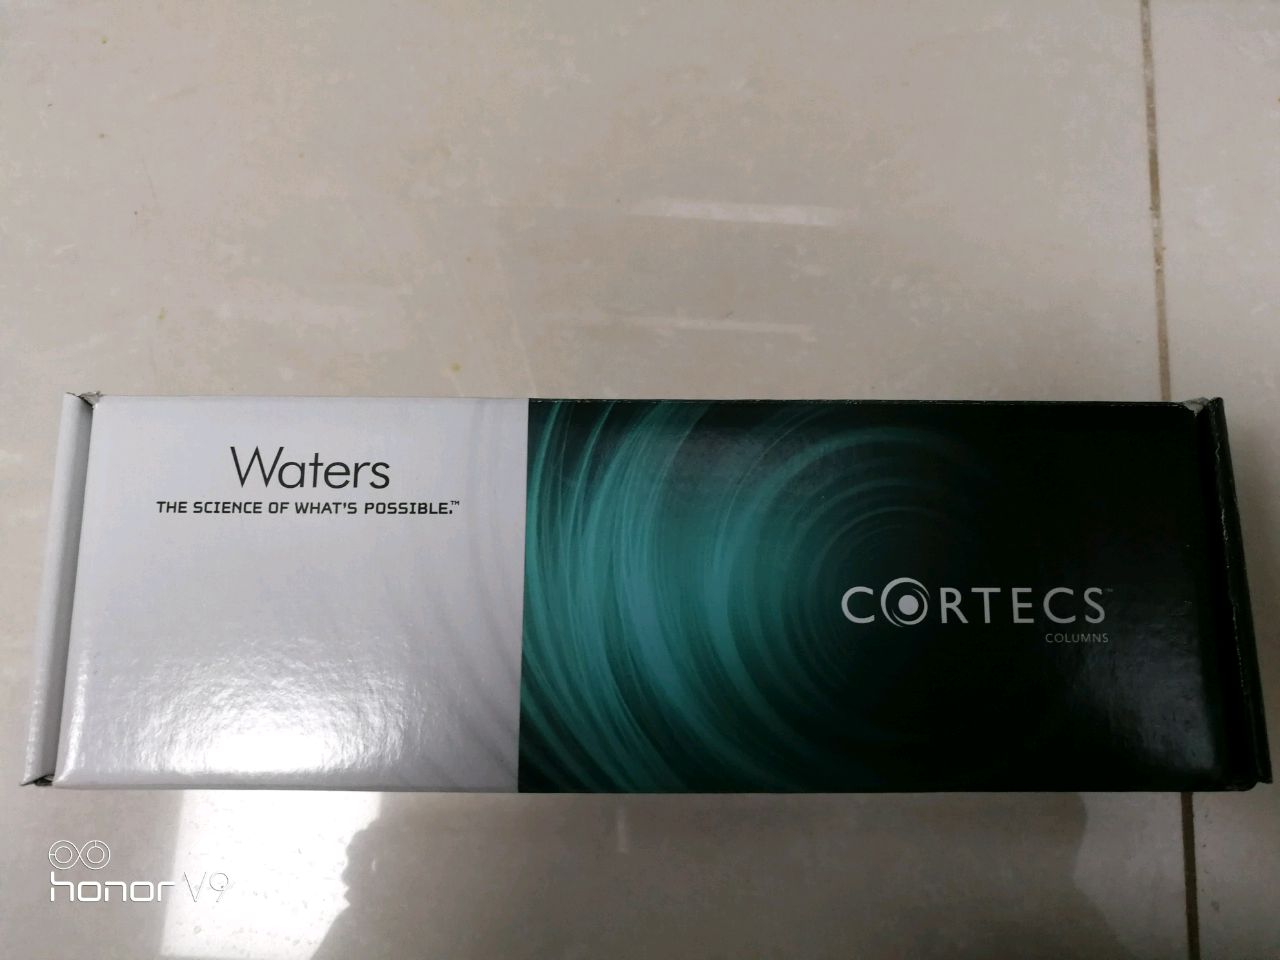 Waters
THE SCIENCE OF WHAT'S POSSIBLE.™
CORTECS™
COLUMNS
honor V9